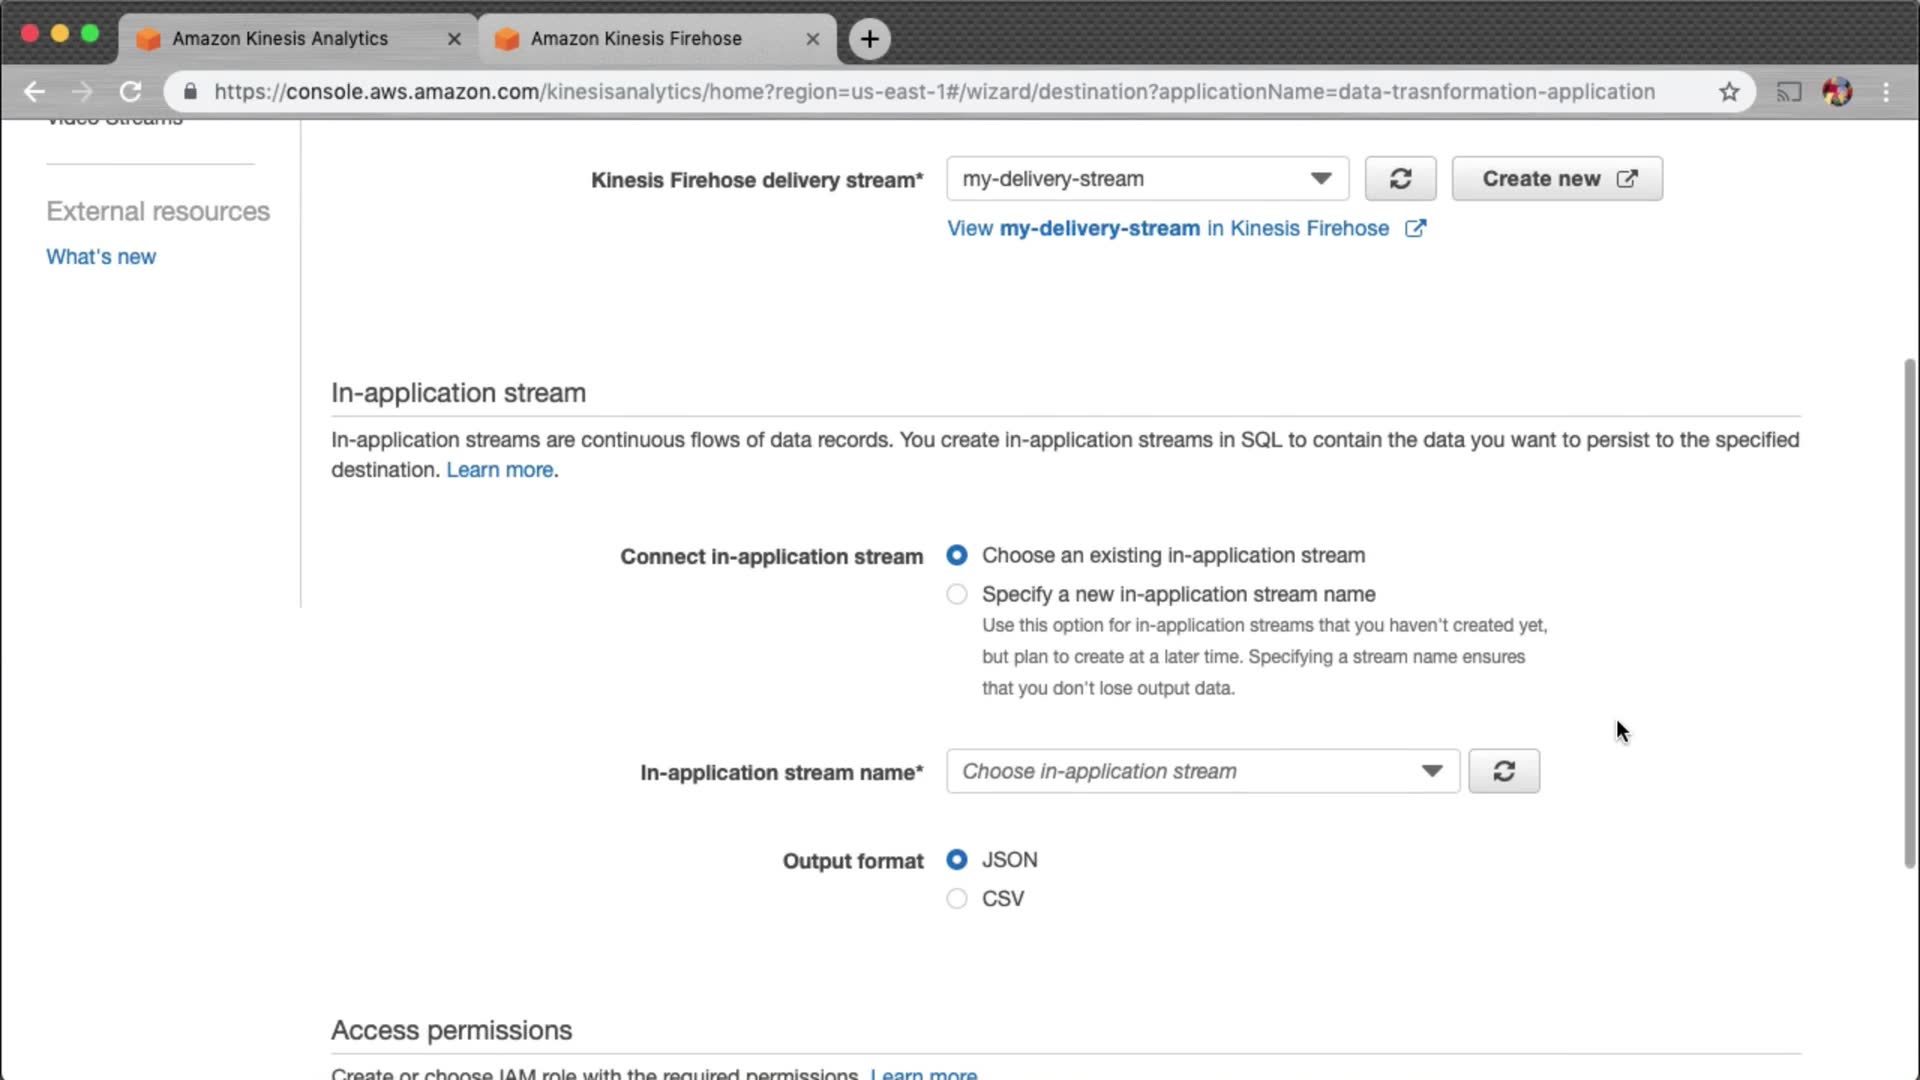 Amazon Kinesis Analytics
Amazon Kinesis Firehose
https://console.aws.amazon.com/kinesisanalytics/home?region=us-east-1#/wizard/destination?applicationName=data-trasnformation-application
Video Streams
External resources
What's new
Kinesis Firehose delivery stream*
my-delivery-stream
Create new
View my-delivery-stream in Kinesis Firehose
In-application stream
In-application streams are continuous flows of data records. You create in-application streams in SQL to contain the data you want to persist to the specified
destination. Learn more.
Connect in-application stream
Choose an existing in-application stream
Specify a new in-application stream name
Use this option for in-application streams that you haven't created yet,
but plan to create at a later time. Specifying a stream name ensures
that you don't lose output data.
In-application stream name*
Choose in-application stream
Output format
JSON
CSV
Access permissions
Create or choose IAM role with the required permissions. Learn more